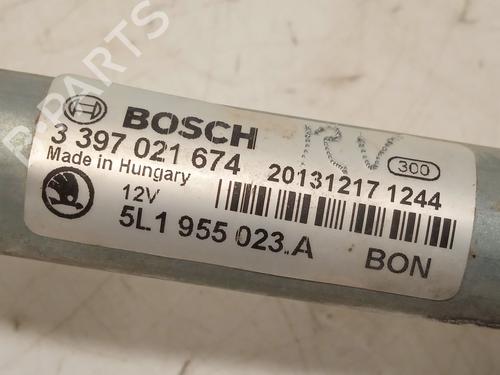 B-PARTS
BOSCH
RV
300
3 397 021 674
20131217 1244
Made in Hungary
12V
5L1 955 023.A
BON